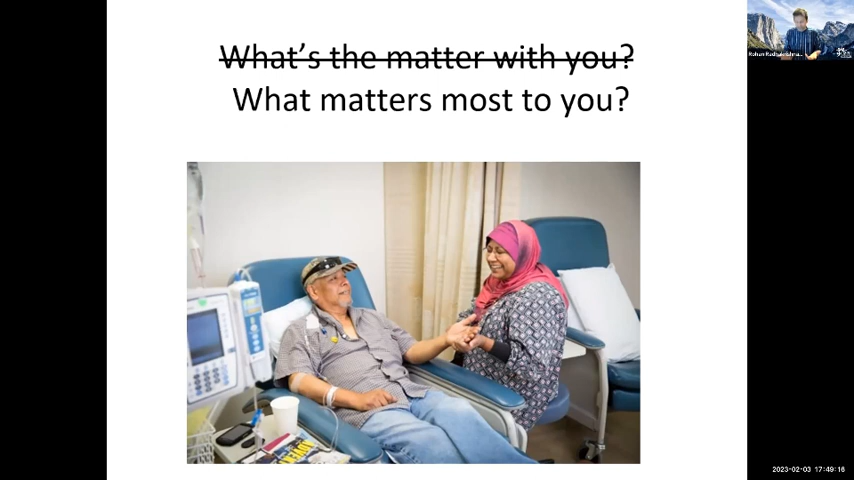 What's the matter with you?
What matters most to you?
2023-02-03 17:49:16